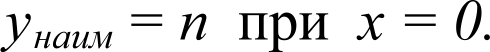 yнаим = n при x = 0.